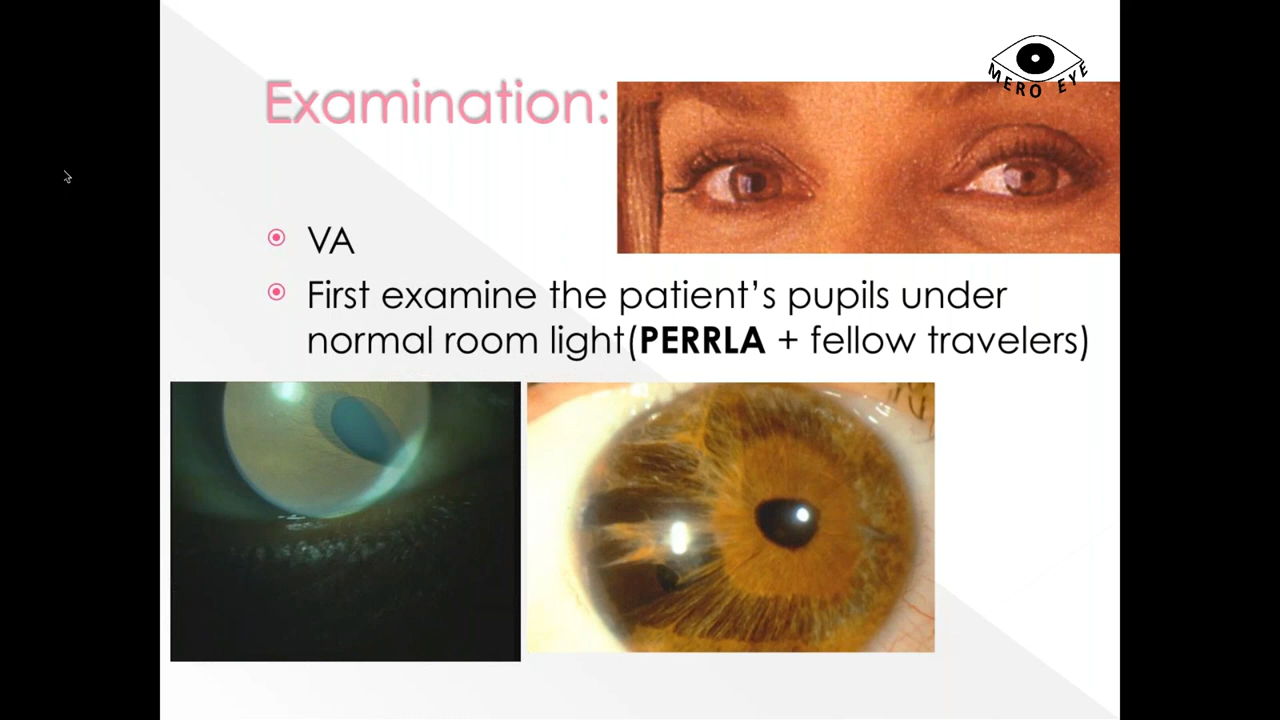 MERO EYE
Examination:
VA
First examine the patient’s pupils under
normal room light(PERRLA + fellow travelers)